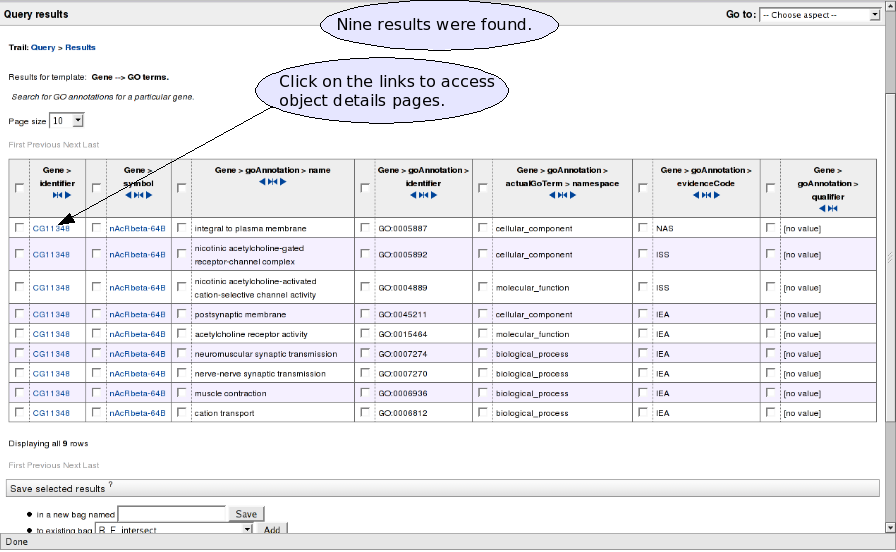 Query results
Nine results were found.
Go to: -- Choose aspect --
Trail: Query > Results
Results for template: Gene --> GO terms.
Search for GO annotations for a particular gene.
Click on the links to access
object details pages.
Page size 10
First Previous Next Last
Gene > identifier
Gene > symbol
Gene > goAnnotation > name
Gene > goAnnotation > identifier
Gene > goAnnotation > actualGoTerm > namespace
Gene > goAnnotation > evidenceCode
Gene > goAnnotation > qualifier
CG11348 nAcRbeta-64B integral to plasma membrane GO:0005887 cellular_component NAS [no value]
CG11348 nAcRbeta-64B nicotinic acetylcholine-gated receptor-channel complex GO:0005892 cellular_component ISS [no value]
CG11348 nAcRbeta-64B nicotinic acetylcholine-activated cation-selective channel activity GO:0004889 molecular_function ISS [no value]
CG11348 nAcRbeta-64B postsynaptic membrane GO:0045211 cellular_component IEA [no value]
CG11348 nAcRbeta-64B acetylcholine receptor activity GO:0015464 molecular_function IEA [no value]
CG11348 nAcRbeta-64B neuromuscular synaptic transmission GO:0007274 biological_process IEA [no value]
CG11348 nAcRbeta-64B nerve-nerve synaptic transmission GO:0007270 biological_process IEA [no value]
CG11348 nAcRbeta-64B muscle contraction GO:0006936 biological_process IEA [no value]
CG11348 nAcRbeta-64B cation transport GO:0006812 biological_process IEA [no value]
Displaying all 9 rows
First Previous Next Last
Save selected results ?
in a new bag named Save
to existing bag B_E_intersect Add
Done